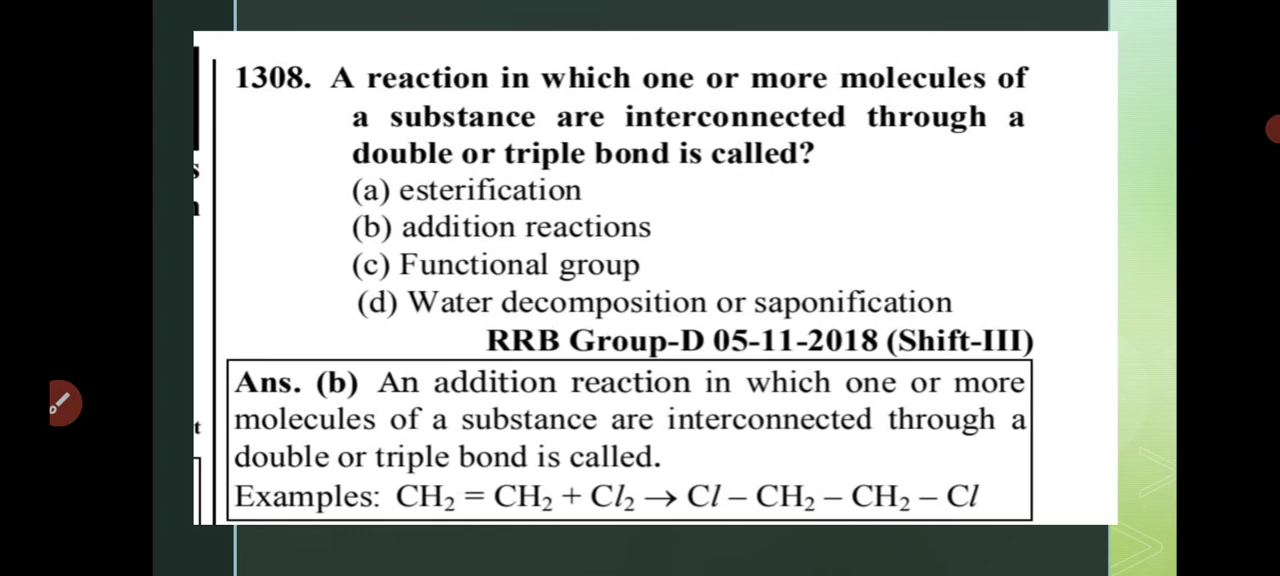 1308. A reaction in which one or more molecules of
a substance are interconnected through a
double or triple bond is called?
(a) esterification
(b) addition reactions
(c) Functional group
(d) Water decomposition or saponification
RRB Group-D 05-11-2018 (Shift-III)
Ans. (b) An addition reaction in which one or more
molecules of a substance are interconnected through a
double or triple bond is called.
Examples: CH₂ = CH₂ + Cl₂ → Cl – CH₂ – CH₂ – Cl